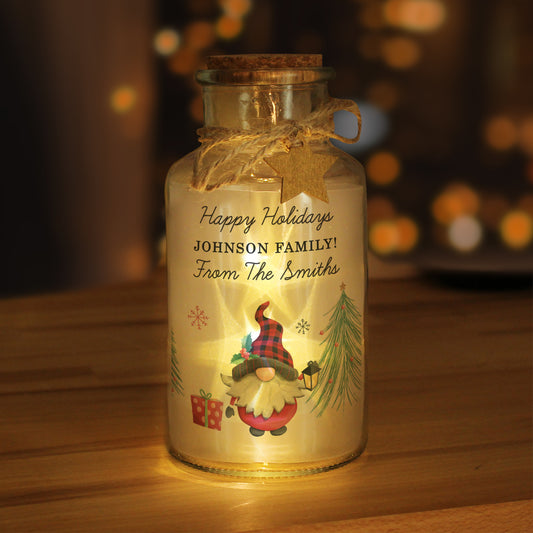 Happy Holidays
JOHNSON FAMILY!
From The Smiths